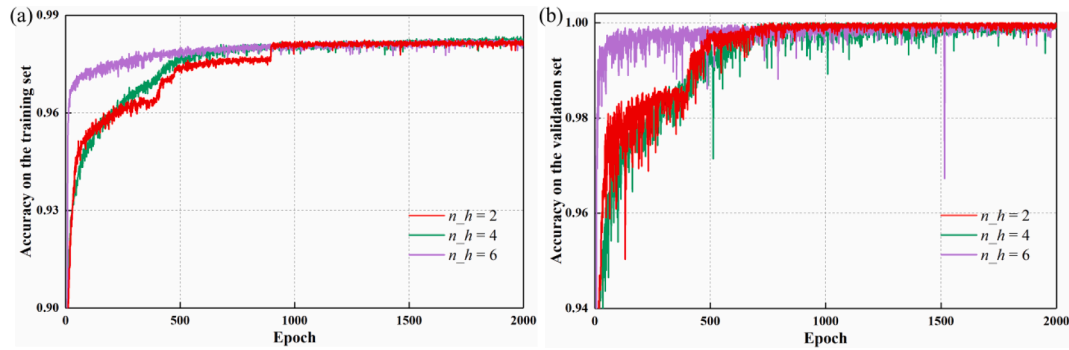 (a)
Accuracy on the training set
0.99
0.96
0.93
0.90
n_h = 2
n_h = 4
n_h = 6
0
500
1000
1500
2000
Epoch
(b)
Accuracy on the validation set
1.00
0.98
0.96
0.94
n_h = 2
n_h = 4
n_h = 6
0
500
1000
1500
2000
Epoch